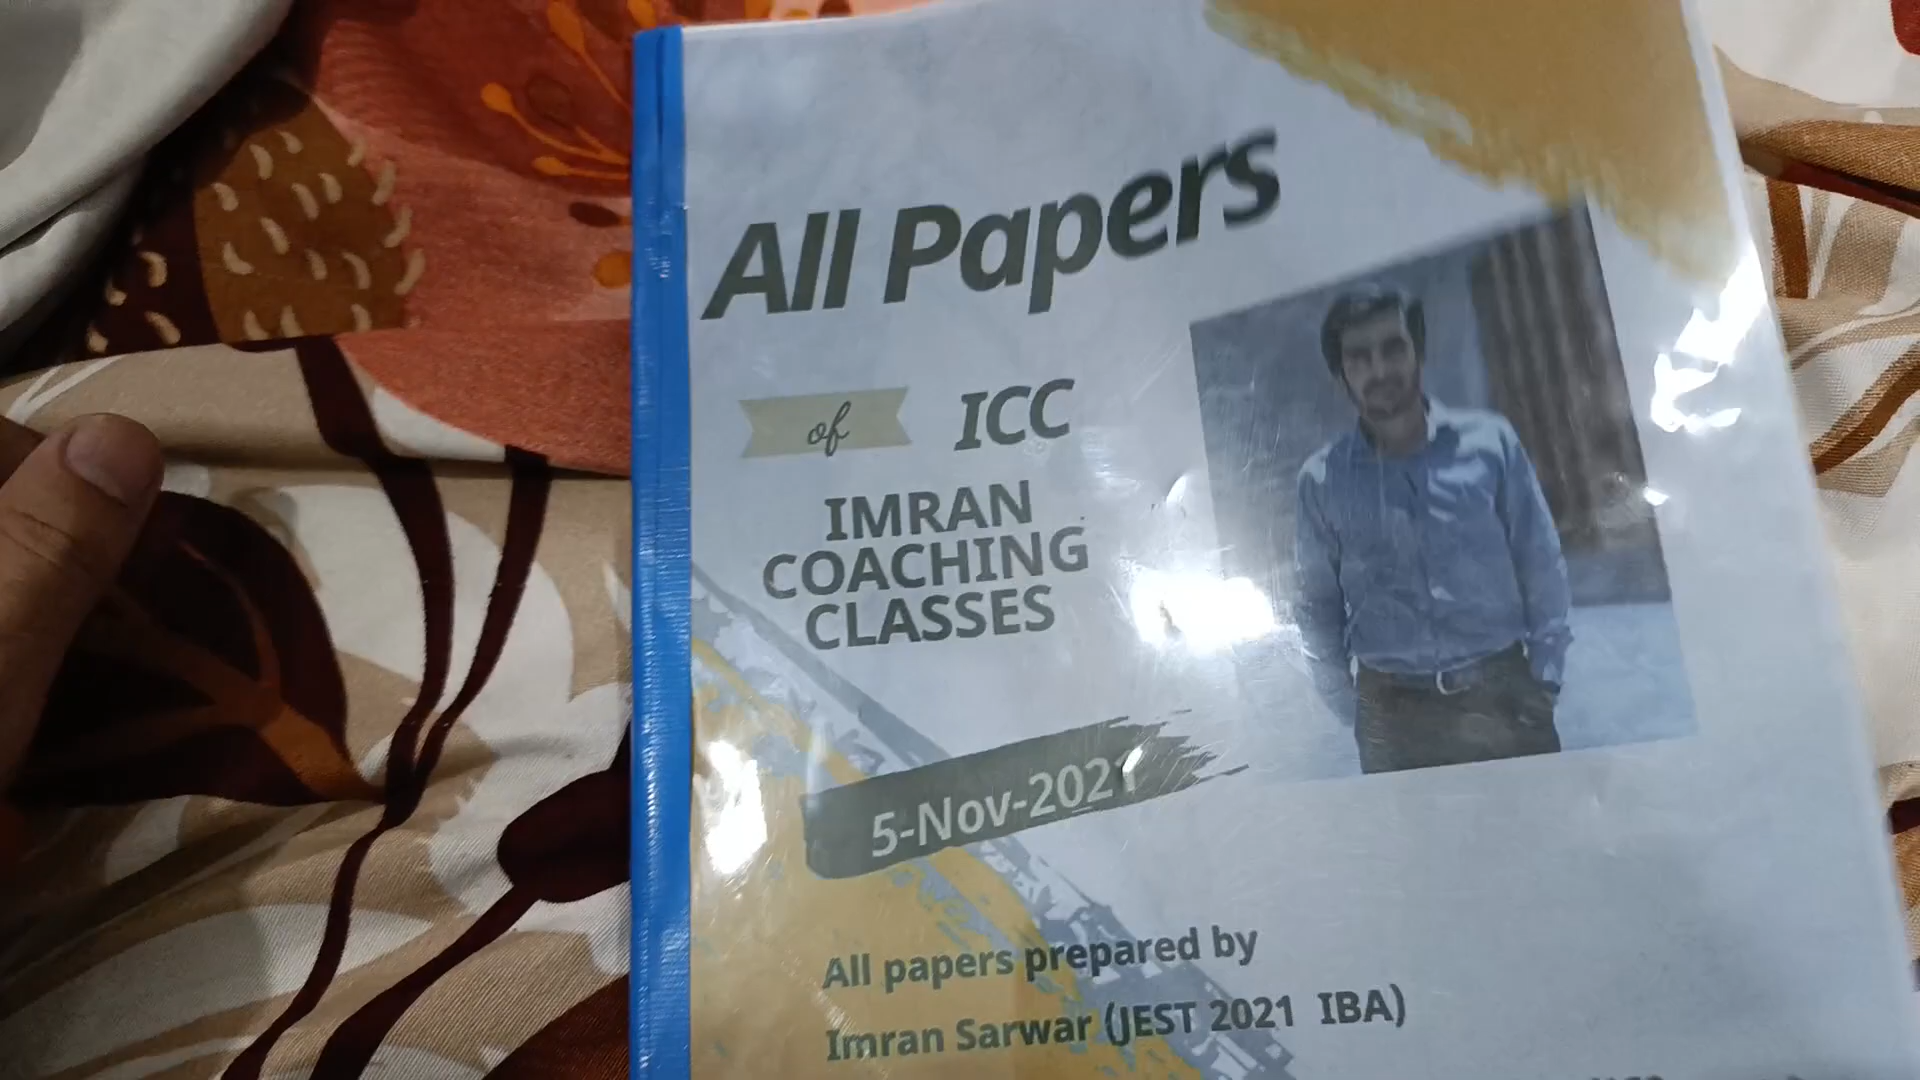 All Papers
of ICC
IMRAN
COACHING
CLASSES
5-Nov-2021
All papers prepared by
Imran Sarwar (JEST 2021 IBA)